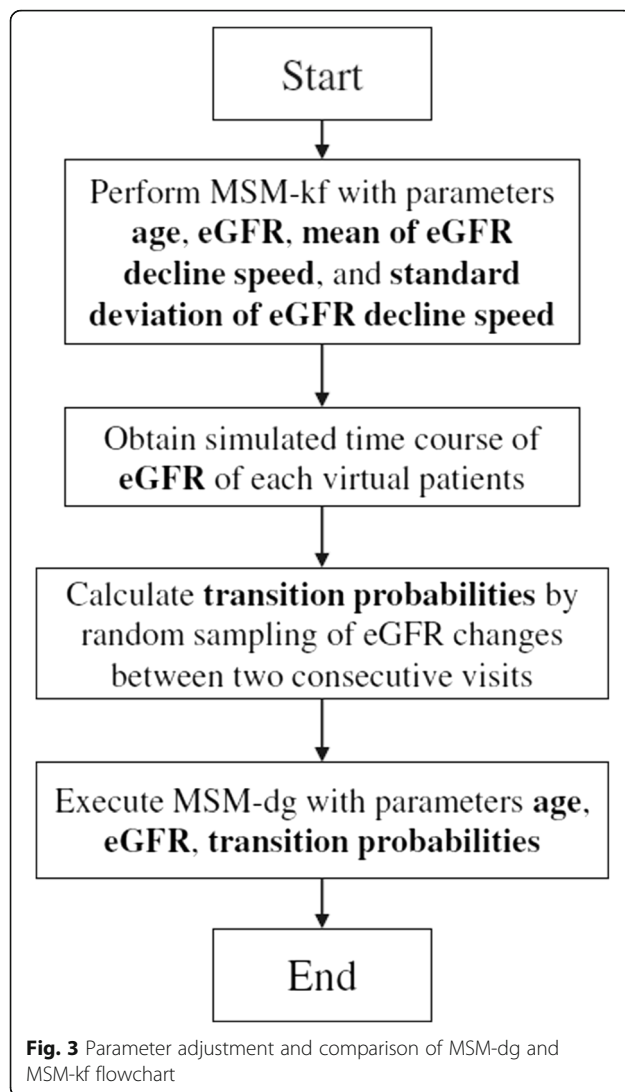 Start
Perform MSM-kf with parameters
age, eGFR, mean of eGFR
decline speed, and standard
deviation of eGFR decline speed
Obtain simulated time course of
eGFR of each virtual patients
Calculate transition probabilities by
random sampling of eGFR changes
between two consecutive visits
Execute MSM-dg with parameters age,
eGFR, transition probabilities
End
Fig. 3 Parameter adjustment and comparison of MSM-dg and
MSM-kf flowchart